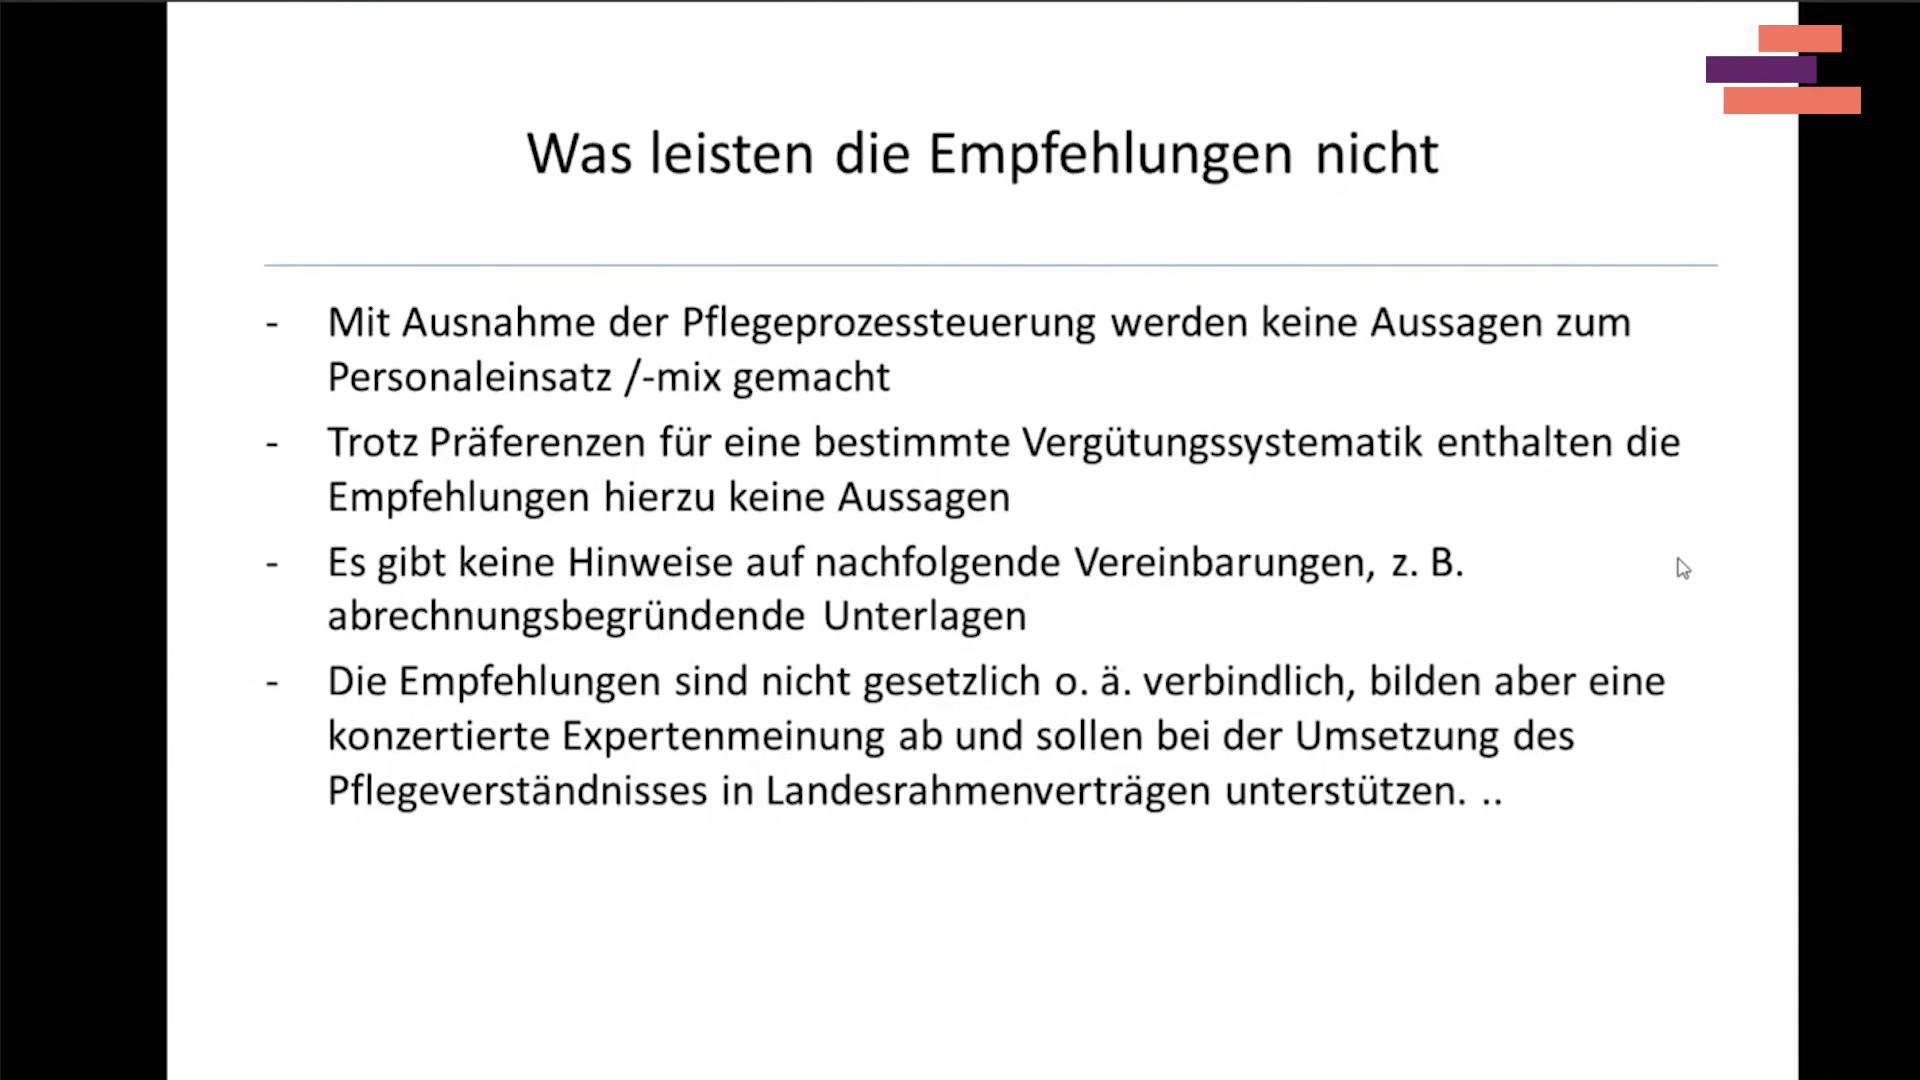 Was leisten die Empfehlungen nicht
- Mit Ausnahme der Pflegeprozessteuerung werden keine Aussagen zum
Personaleinsatz /-mix gemacht
- Trotz Präferenzen für eine bestimmte Vergütungssystematik enthalten die
Empfehlungen hierzu keine Aussagen
- Es gibt keine Hinweise auf nachfolgende Vereinbarungen, z. B.
abrechnungsbegründende Unterlagen
- Die Empfehlungen sind nicht gesetzlich o. ä. verbindlich, bilden aber eine
konzertierte Expertenmeinung ab und sollen bei der Umsetzung des
Pflegeverständnisses in Landesrahmenverträgen unterstützen. ..